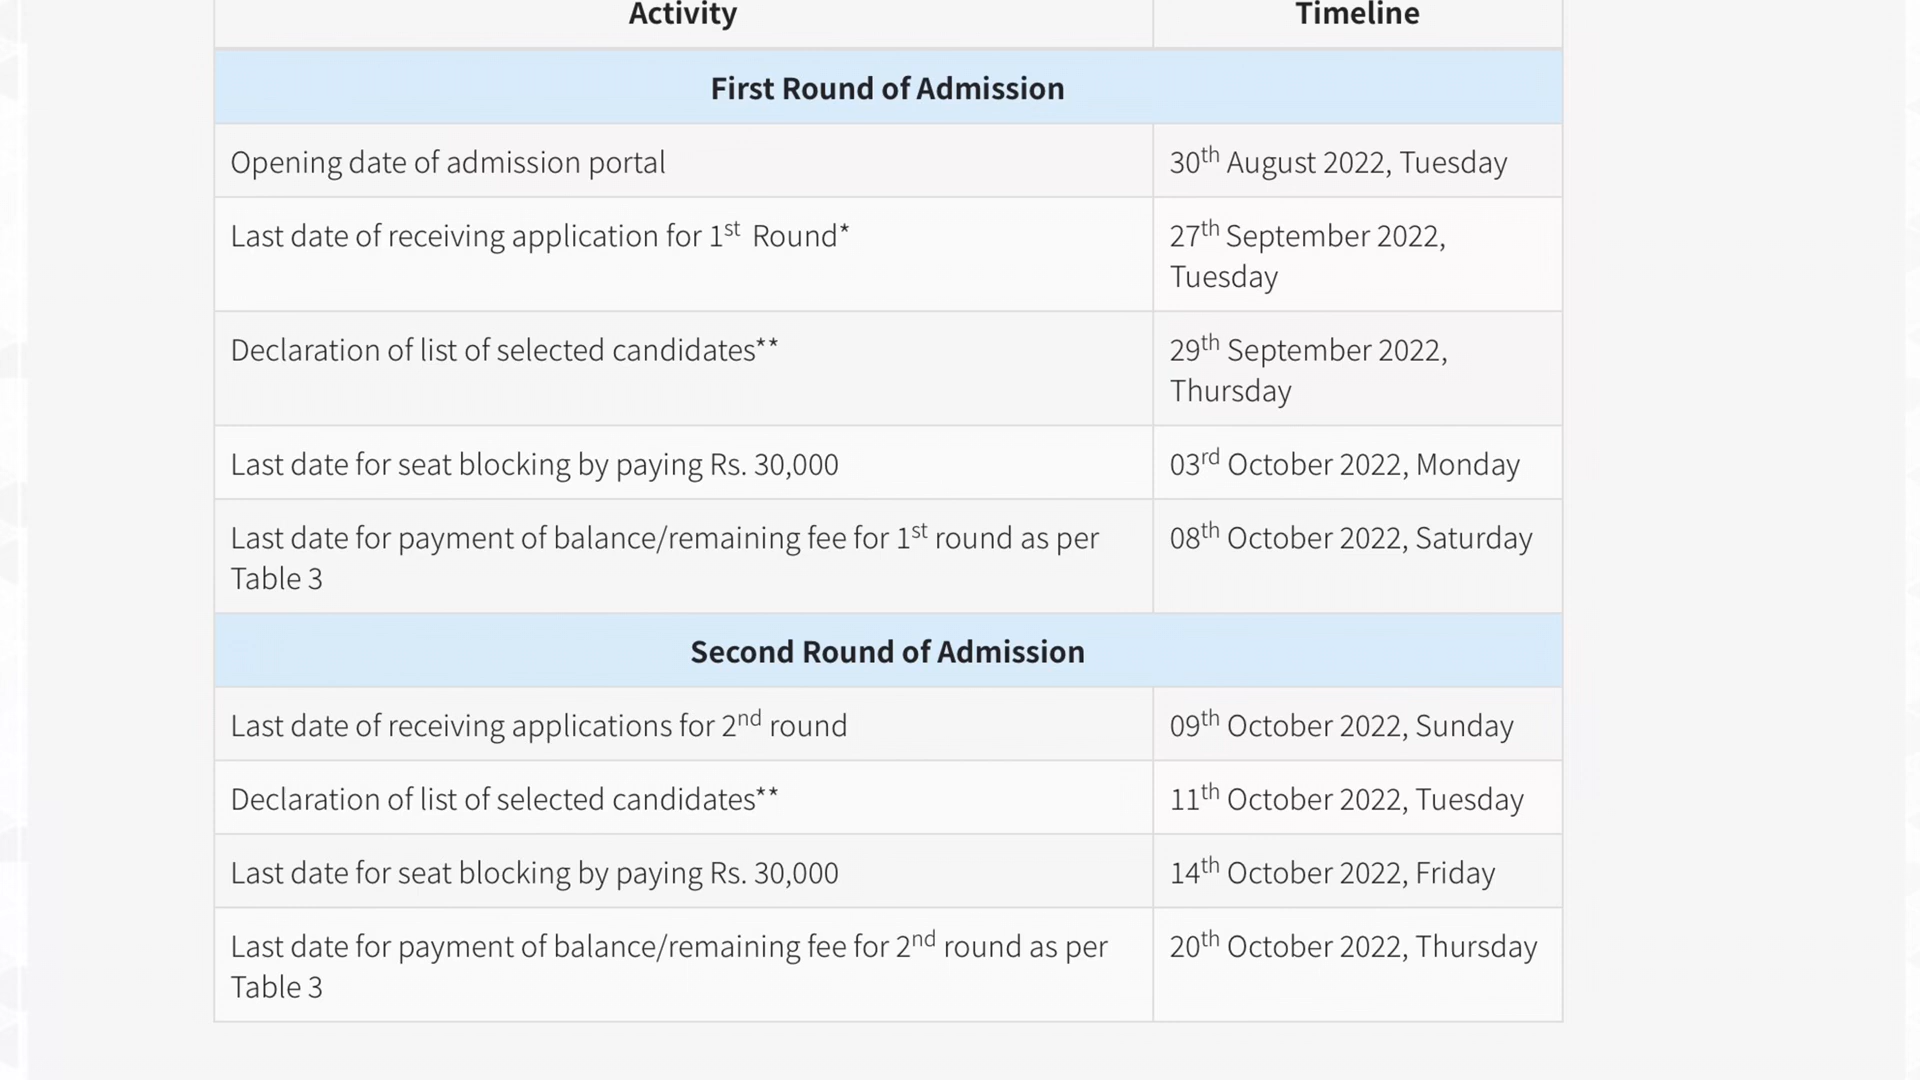 Activity Timeline
First Round of Admission
Opening date of admission portal 30th August 2022, Tuesday
Last date of receiving application for 1st Round* 27th September 2022,
Tuesday
Declaration of list of selected candidates** 29th September 2022,
Thursday
Last date for seat blocking by paying Rs. 30,000 03rd October 2022, Monday
Last date for payment of balance/remaining fee for 1st round as per 08th October 2022, Saturday
Table 3
Second Round of Admission
Last date of receiving applications for 2nd round 09th October 2022, Sunday
Declaration of list of selected candidates** 11th October 2022, Tuesday
Last date for seat blocking by paying Rs. 30,000 14th October 2022, Friday
Last date for payment of balance/remaining fee for 2nd round as per 20th October 2022, Thursday
Table 3